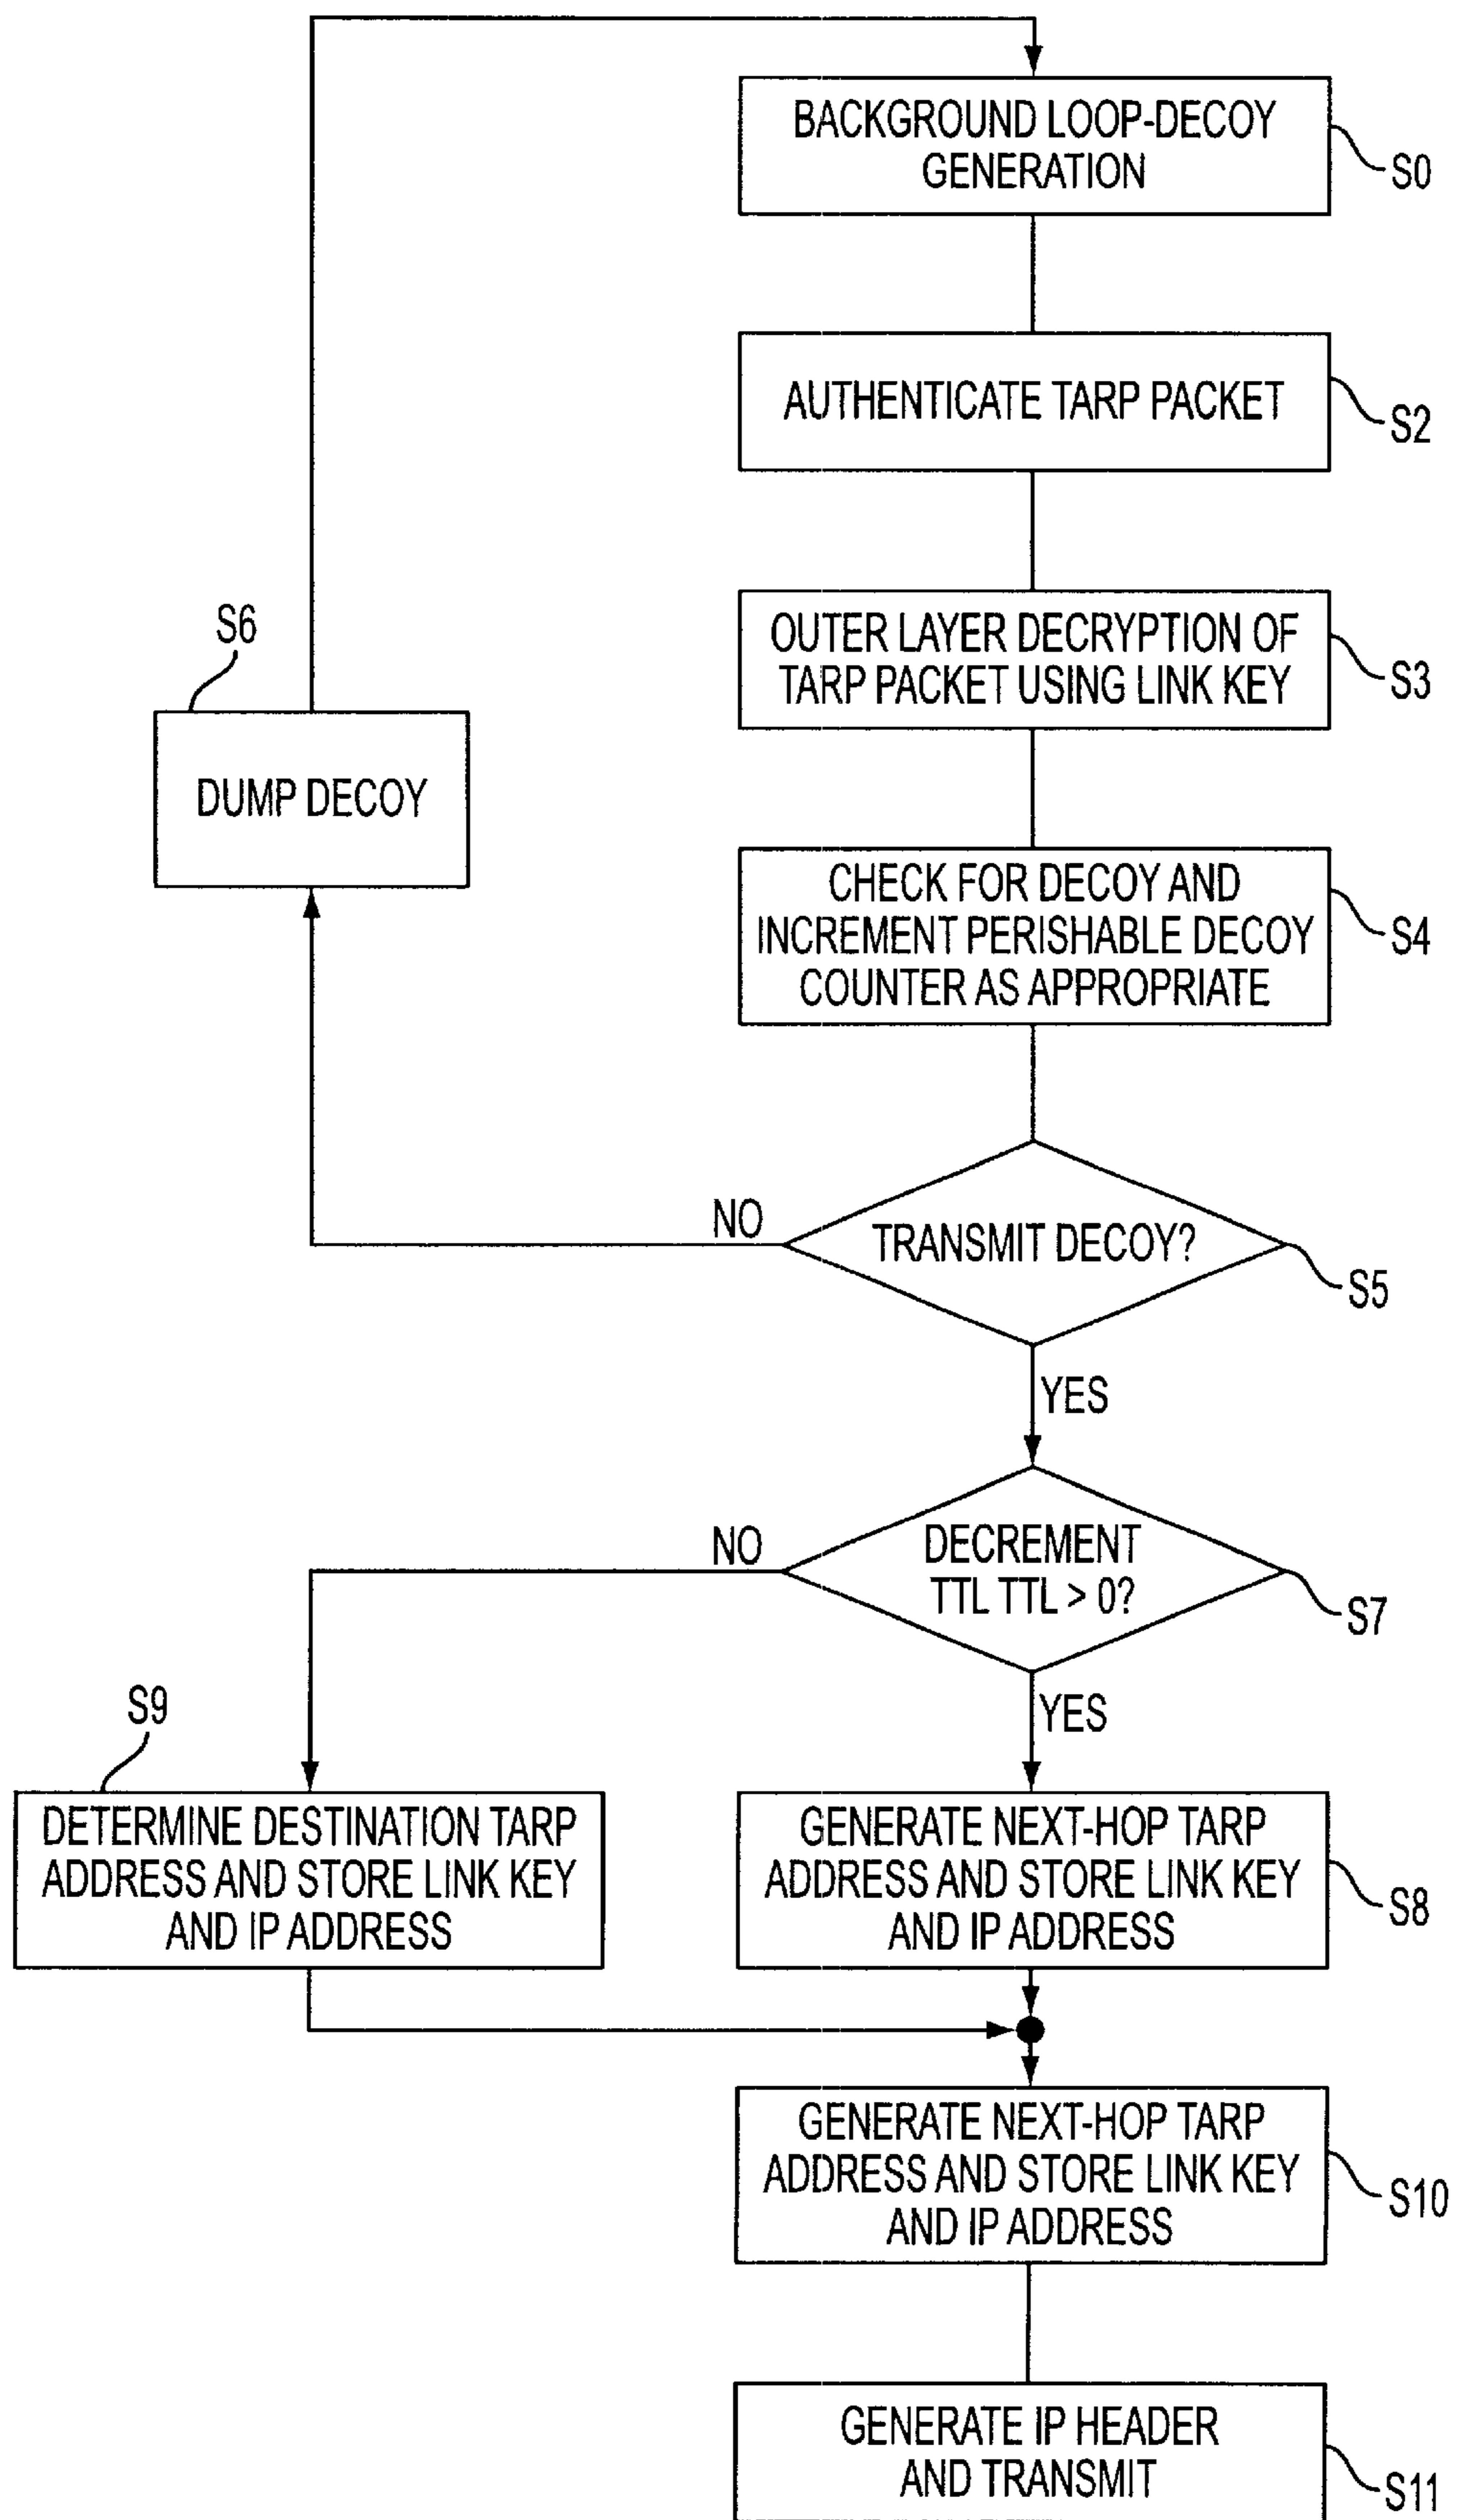 BACKGROUND LOOP-DECOY
GENERATION
S0
AUTHENTICATE TARP PACKET
S2
OUTER LAYER DECRYPTION OF
TARP PACKET USING LINK KEY
S3
S6
DUMP DECOY
CHECK FOR DECOY AND
INCREMENT PERISHABLE DECOY
COUNTER AS APPROPRIATE
S4
NO
TRANSMIT DECOY?
S5
YES
NO
DECREMENT
TTL TTL > 0?
S7
YES
S9
DETERMINE DESTINATION TARP
ADDRESS AND STORE LINK KEY
AND IP ADDRESS
GENERATE NEXT-HOP TARP
ADDRESS AND STORE LINK KEY
AND IP ADDRESS
S8
GENERATE NEXT-HOP TARP
ADDRESS AND STORE LINK KEY
AND IP ADDRESS
S10
GENERATE IP HEADER
AND TRANSMIT
S11